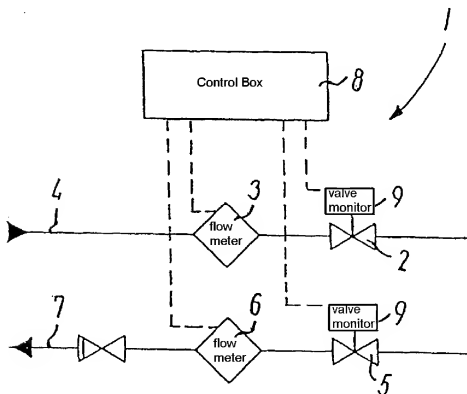 1
Control Box
8
4
3
valve
monitor
9
flow
meter
2
7
6
valve
monitor
9
flow
meter
5